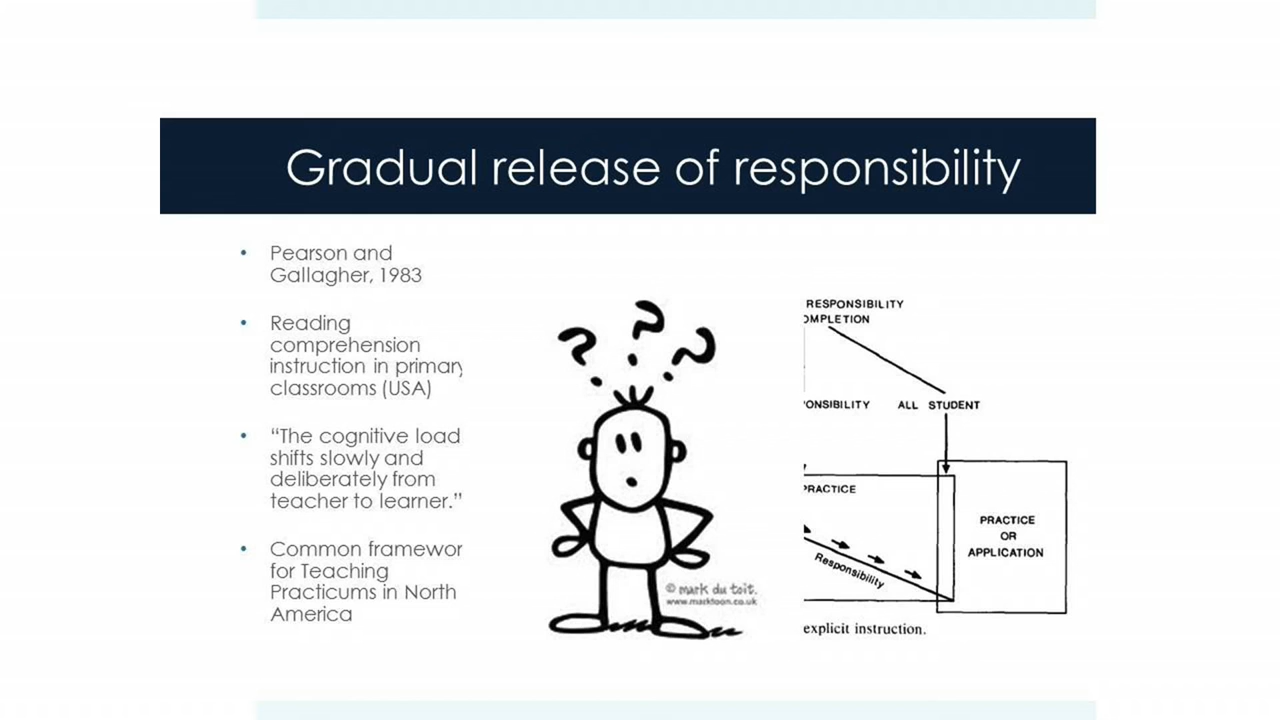 Gradual release of responsibility
• Pearson and
Gallagher, 1983
• Reading
comprehension
instruction in primary
classrooms (USA)
• “The cognitive load
shifts slowly and
deliberately from
teacher to learner.”
• Common framewor
for Teaching
Practicums in North
America
? ? ?
© mark du toit.
www.marktoon.co.uk
RESPONSIBILITY
OMPLETION
ONSIBILITY ALL STUDENT
PRACTICE
Responsibility
PRACTICE
OR
APPLICATION
explicit instruction.